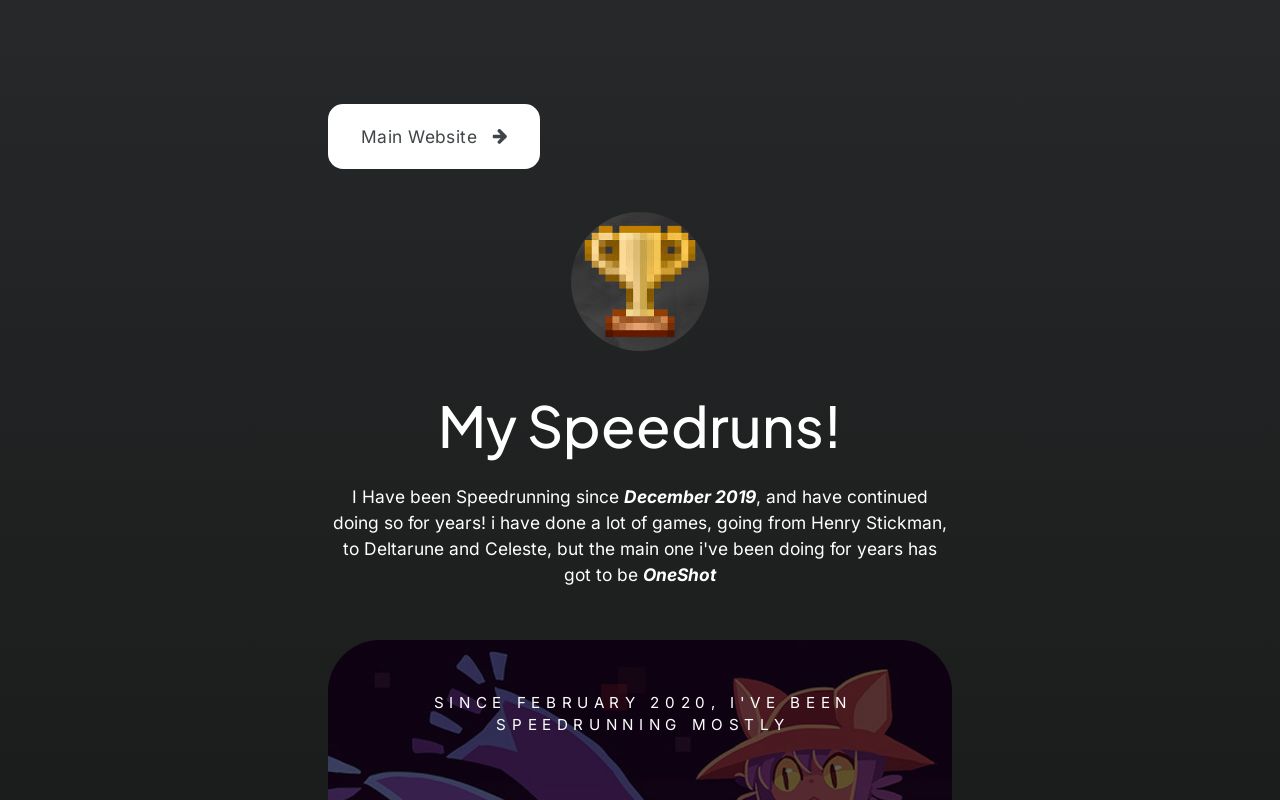 Main Website
My Speedruns!
I Have been Speedrunning since December 2019, and have continued
doing so for years! i have done a lot of games, going from Henry Stickman,
to Deltarune and Celeste, but the main one i've been doing for years has
got to be OneShot
SINCE FEBRUARY 2020, I'VE BEEN
SPEEDRUNNING MOSTLY